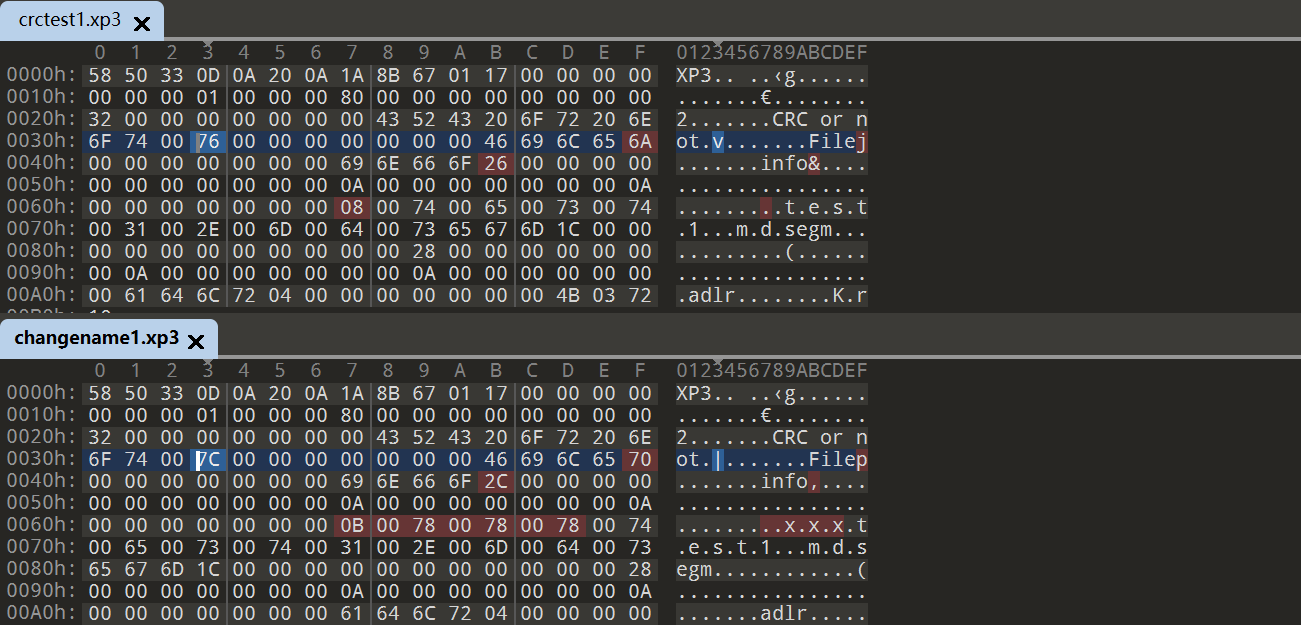 crctest1.xp3
0 1 2 3 4 5 6 7 8 9 A B C D E F 0123456789ABCDEF
0000h: 58 50 33 0D 0A 20 0A 1A 8B 67 01 17 00 00 00 00 XP3.. ..‹g......
0010h: 00 00 00 01 00 00 00 80 00 00 00 00 00 00 00 00 .......€........
0020h: 32 00 00 00 00 00 00 00 43 52 43 20 6F 72 20 6E 2.......CRC or n
0030h: 6F 74 00 76 00 00 00 00 00 00 00 46 69 6C 65 6A ot.v.......Filej
0040h: 00 00 00 00 00 00 00 69 6E 66 6F 26 00 00 00 00 .......info&....
0050h: 00 00 00 00 00 00 00 0A 00 00 00 00 00 00 00 0A ................
0060h: 00 00 00 00 00 00 00 08 00 74 00 65 00 73 00 74 .........t.e.s.t
0070h: 00 31 00 2E 00 6D 00 64 00 73 65 67 6D 1C 00 00 .1...m.d.segm...
0080h: 00 00 00 00 00 00 00 00 00 28 00 00 00 00 00 00 .........(......
0090h: 00 0A 00 00 00 00 00 00 00 0A 00 00 00 00 00 00 ................
00A0h: 00 61 64 6C 72 04 00 00 00 00 00 00 00 4B 03 72 .adlr........K.r
changename1.xp3
0 1 2 3 4 5 6 7 8 9 A B C D E F 0123456789ABCDEF
0000h: 58 50 33 0D 0A 20 0A 1A 8B 67 01 17 00 00 00 00 XP3.. ..‹g......
0010h: 00 00 00 01 00 00 00 80 00 00 00 00 00 00 00 00 .......€........
0020h: 32 00 00 00 00 00 00 00 43 52 43 20 6F 72 20 6E 2.......CRC or n
0030h: 6F 74 00 7C 00 00 00 00 00 00 00 46 69 6C 65 70 ot.|.......Filep
0040h: 00 00 00 00 00 00 00 69 6E 66 6F 2C 00 00 00 00 .......info,....
0050h: 00 00 00 00 00 00 00 0A 00 00 00 00 00 00 00 0A ................
0060h: 00 00 00 00 00 00 00 0B 00 78 00 78 00 78 00 74 .........x.x.x.t
0070h: 00 65 00 73 00 74 00 31 00 2E 00 6D 00 64 00 73 .e.s.t.1...m.d.s
0080h: 65 67 6D 1C 00 00 00 00 00 00 00 00 00 00 00 28 egm............(
0090h: 00 00 00 00 00 00 00 0A 00 00 00 00 00 00 00 0A ................
00A0h: 00 00 00 00 00 00 00 61 64 6C 72 04 00 00 00 00 .......adlr.....